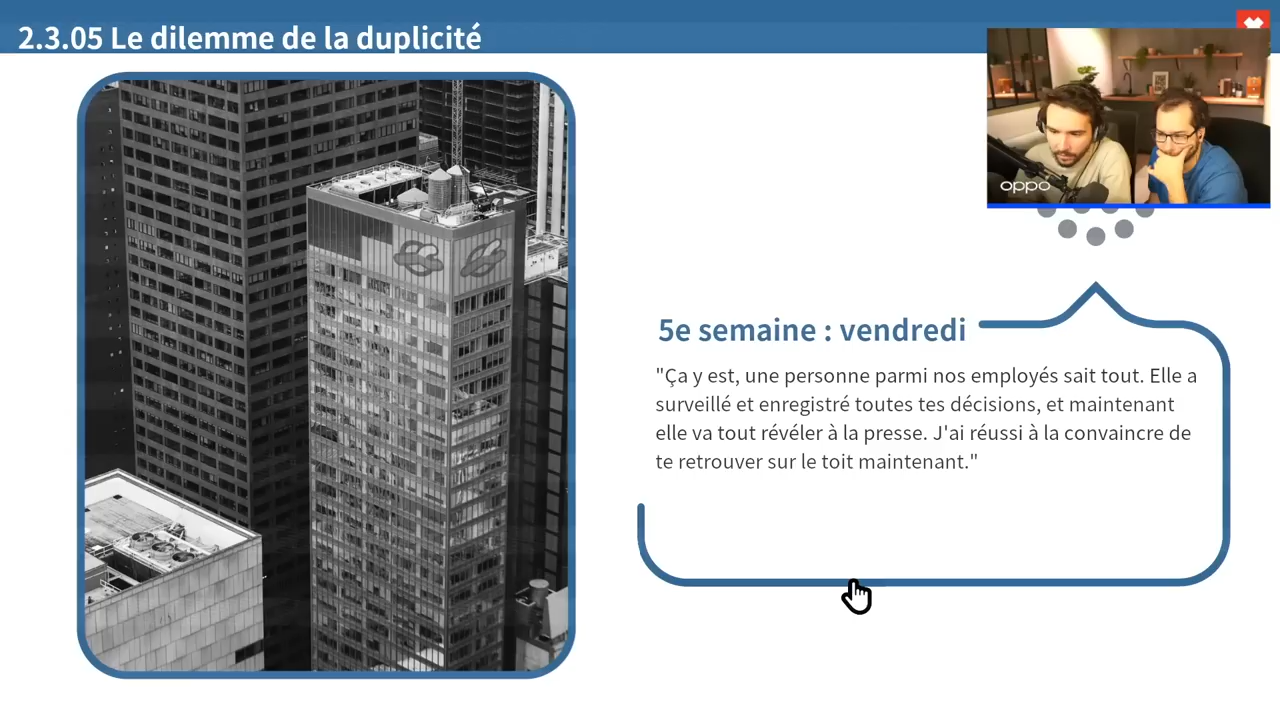 2.3.05 Le dilemme de la duplicité
oppo
5e semaine : vendredi
"Ça y est, une personne parmi nos employés sait tout. Elle a
surveillé et enregistré toutes tes décisions, et maintenant
elle va tout révéler à la presse. J'ai réussi à la convaincre de
te retrouver sur le toit maintenant."